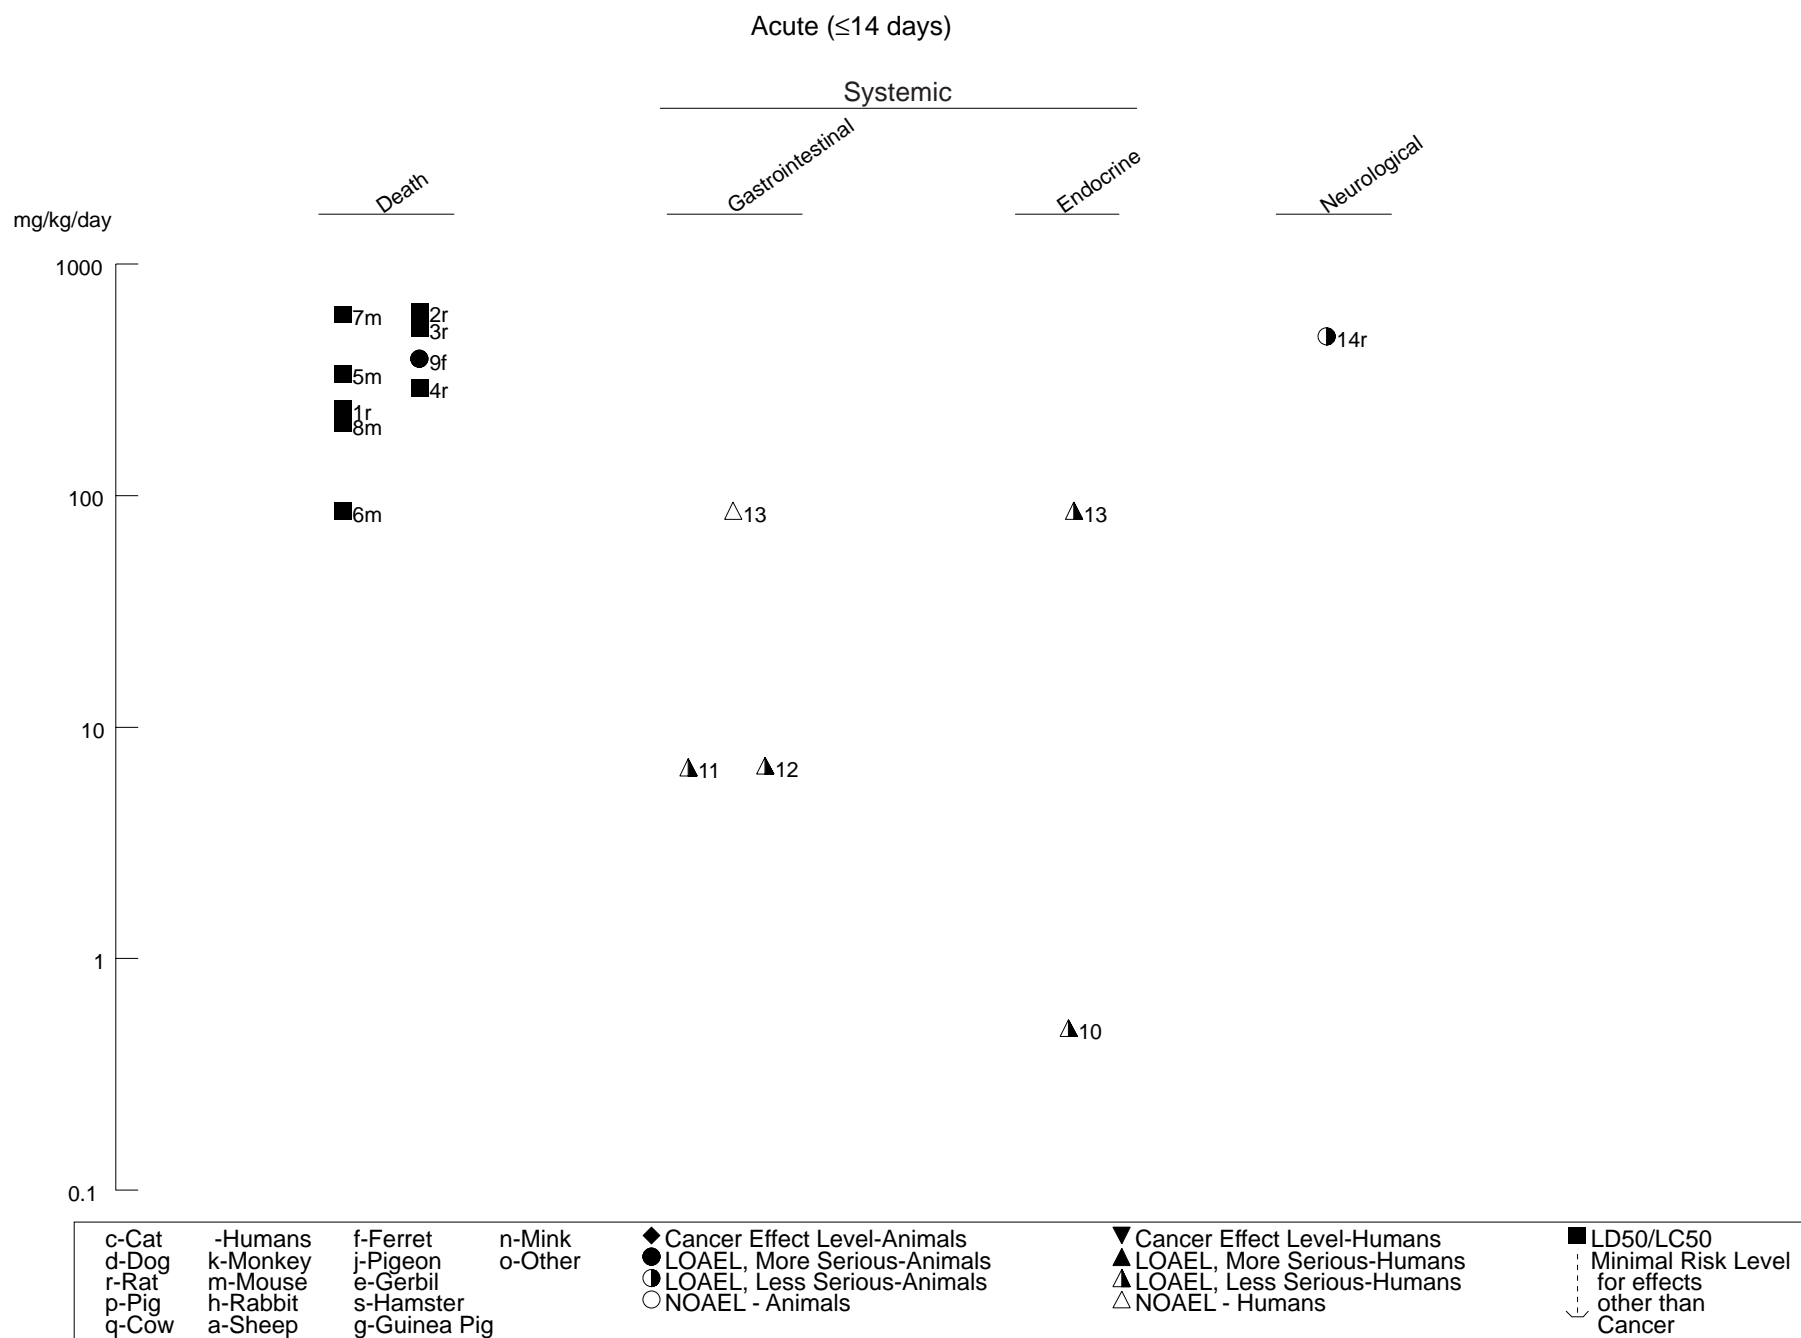 Acute (≤14 days)
Systemic
Death
Gastrointestinal
Endocrine
Neurological
mg/kg/day
1000
7m
2r
3r
14r
9f
5m
4r
1r
8m
100
6m
13
13
10
11
12
1
10
0.1
c-Cat -Humans f-Ferret n-Mink ◆ Cancer Effect Level-Animals ▼ Cancer Effect Level-Humans ■ LD50/LC50
d-Dog k-Monkey j-Pigeon o-Other ● LOAEL, More Serious-Animals ▲ LOAEL, More Serious-Humans Minimal Risk Level
r-Rat m-Mouse e-Gerbil ◑ LOAEL, Less Serious-Animals ◮ LOAEL, Less Serious-Humans for effects
p-Pig h-Rabbit s-Hamster ○ NOAEL - Animals △ NOAEL - Humans other than
q-Cow a-Sheep g-Guinea Pig Cancer